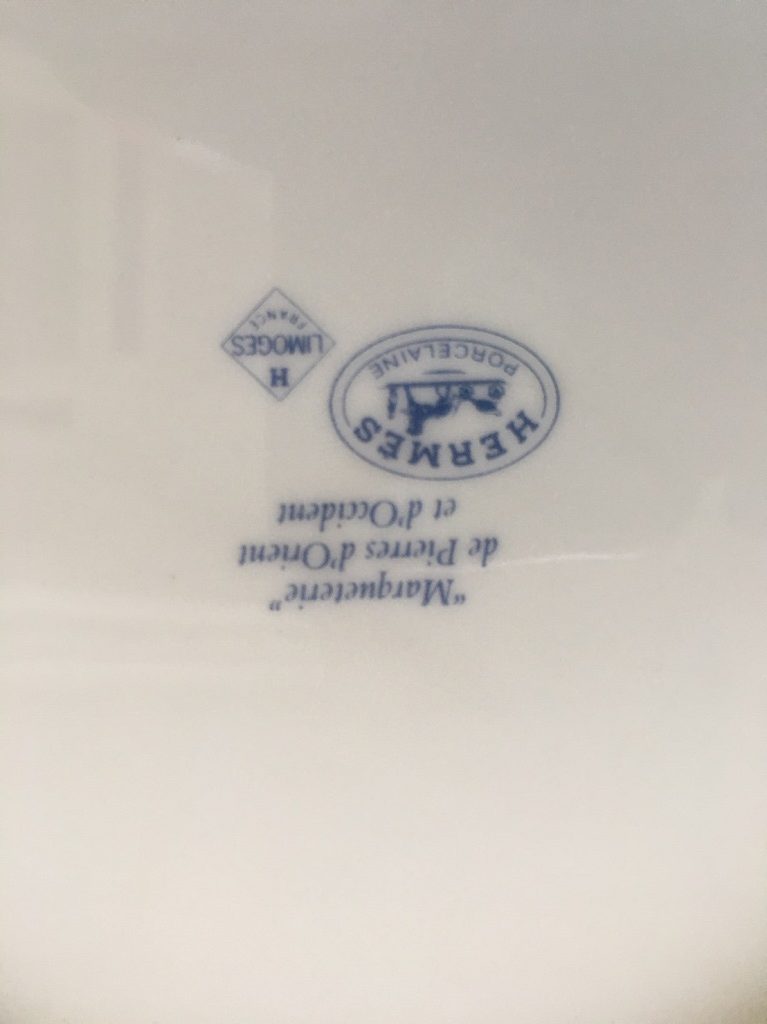 "Marqueterie"
de Pierres d'Orient
et d'Occident
HERMES
PORCELAINE
H
LIMOGES
FRANCE